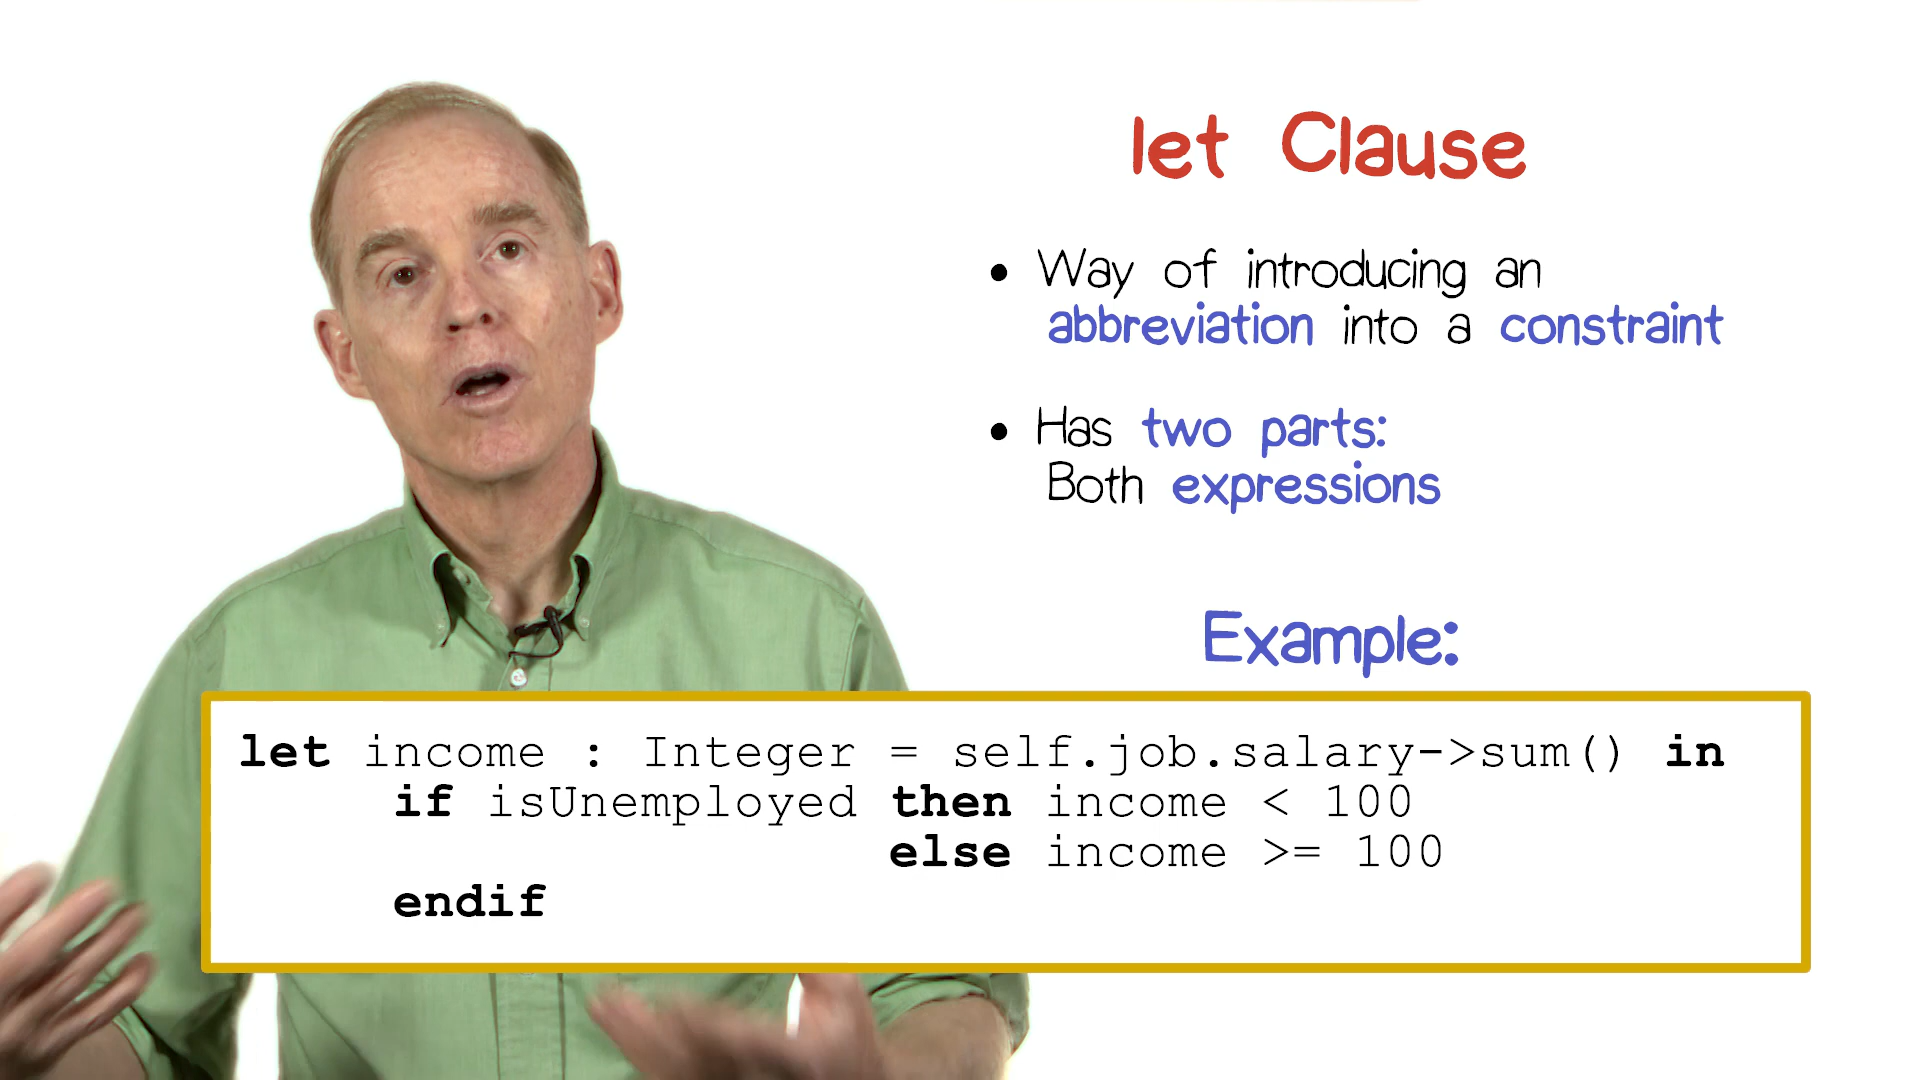 let Clause
• Way of introducing an
abbreviation into a constraint
• Has two parts:
Both expressions
Example:
let income : Integer = self.job.salary->sum() in
if isUnemployed then income < 100
else income >= 100
endif